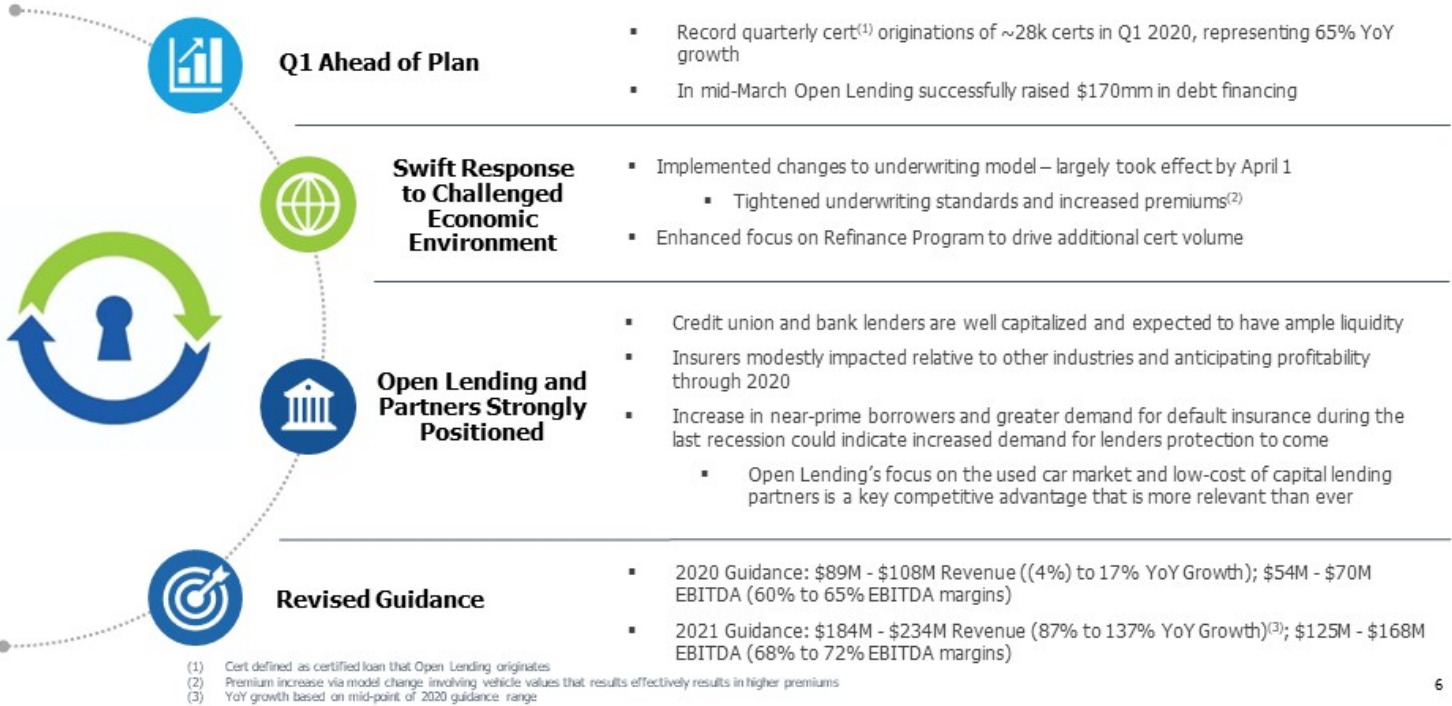 Q1 Ahead of Plan
▪ Record quarterly cert(1) originations of ~28k certs in Q1 2020, representing 65% YoY
growth
▪ In mid-March Open Lending successfully raised $170mm in debt financing
Swift Response
to Challenged
Economic
Environment
▪ Implemented changes to underwriting model – largely took effect by April 1
▪ Tightened underwriting standards and increased premiums(2)
▪ Enhanced focus on Refinance Program to drive additional cert volume
Open Lending and
Partners Strongly
Positioned
▪ Credit union and bank lenders are well capitalized and expected to have ample liquidity
▪ Insurers modestly impacted relative to other industries and anticipating profitability
through 2020
▪ Increase in near-prime borrowers and greater demand for default insurance during the
last recession could indicate increased demand for lenders protection to come
▪ Open Lending's focus on the used car market and low-cost of capital lending
partners is a key competitive advantage that is more relevant than ever
Revised Guidance
▪ 2020 Guidance: $89M - $108M Revenue ((4%) to 17% YoY Growth); $54M - $70M
EBITDA (60% to 65% EBITDA margins)
▪ 2021 Guidance: $184M - $234M Revenue (87% to 137% YoY Growth)(3); $125M - $168M
EBITDA (68% to 72% EBITDA margins)
(1) Cert defined as certified loan that Open Lending originates
(2) Premium increase via model change involving vehicle values that results effectively results in higher premiums
(3) YoY growth based on mid-point of 2020 guidance range
6